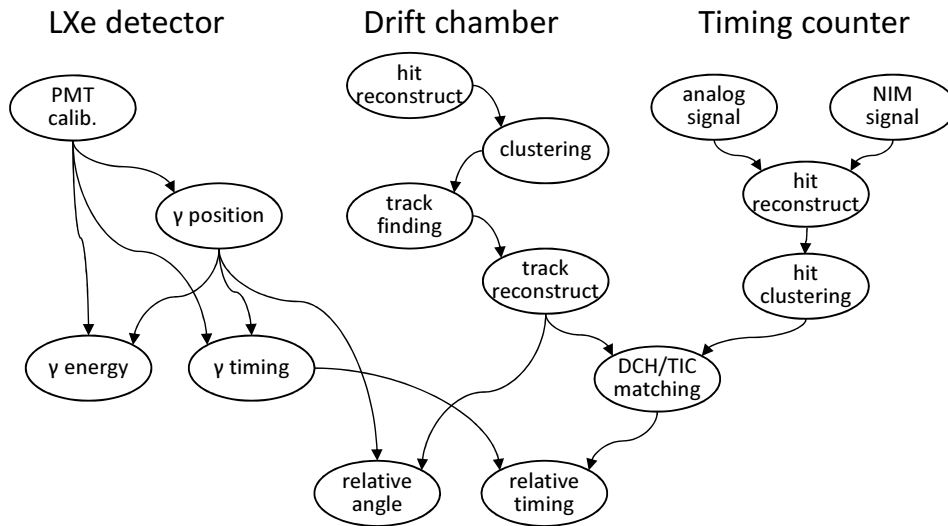 LXe detector
Drift chamber
Timing counter
PMT
calib.
hit
reconstruct
analog
signal
NIM
signal
clustering
hit
reconstruct
γ position
track
finding
track
reconstruct
hit
clustering
γ energy
γ timing
DCH/TIC
matching
relative
angle
relative
timing